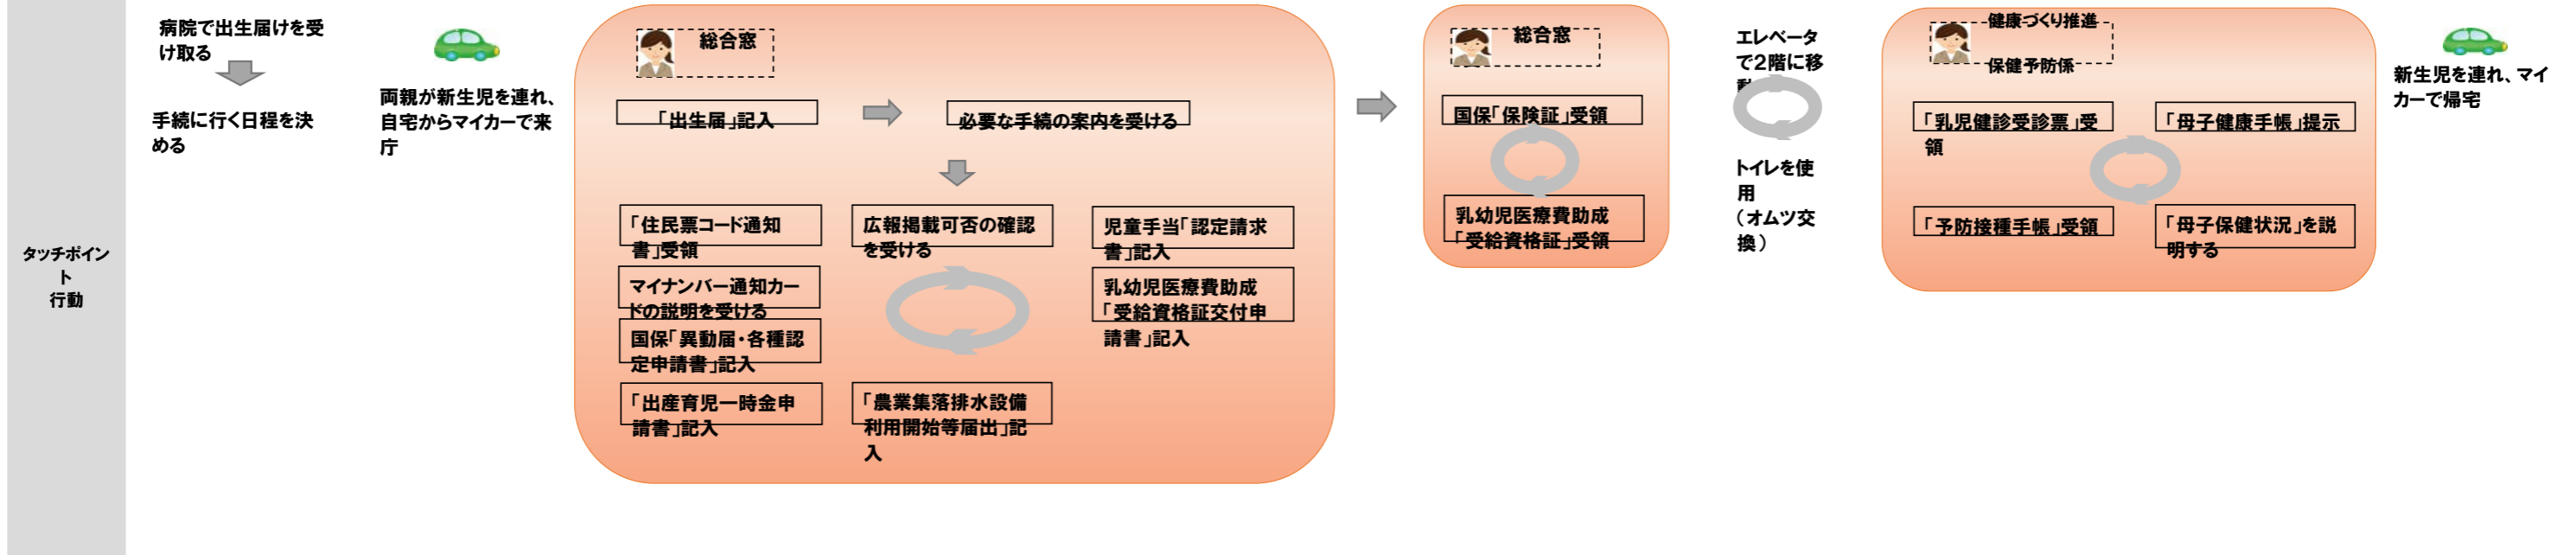 タッチポイン
ト
行動
病院で出生届けを受
け取る
手続に行く日程を決
める
両親が新生児を連れ、
自宅からマイカーで来
庁
総合窓
「出生届」記入
必要な手続の案内を受ける
「住民票コード通知
書」受領
マイナンバー通知カー
ドの説明を受ける
国保「異動届・各種認
定申請書」記入
「出産育児一時金申
請書」記入
広報掲載可否の確認
を受ける
「農業集落排水設備
利用開始等届出」記
入
児童手当「認定請求
書」記入
乳幼児医療費助成
「受給資格証交付申
請書」記入
総合窓
国保「保険証」受領
乳幼児医療費助成
「受給資格証」受領
エレベータ
で2階に移
動
トイレを使
用
（オムツ交
換）
健康づくり推進
保健予防係
「乳児健診受診票」受
領
「母子健康手帳」提示
「予防接種手帳」受領
「母子保健状況」を説
明する
新生児を連れ、マイ
カーで帰宅